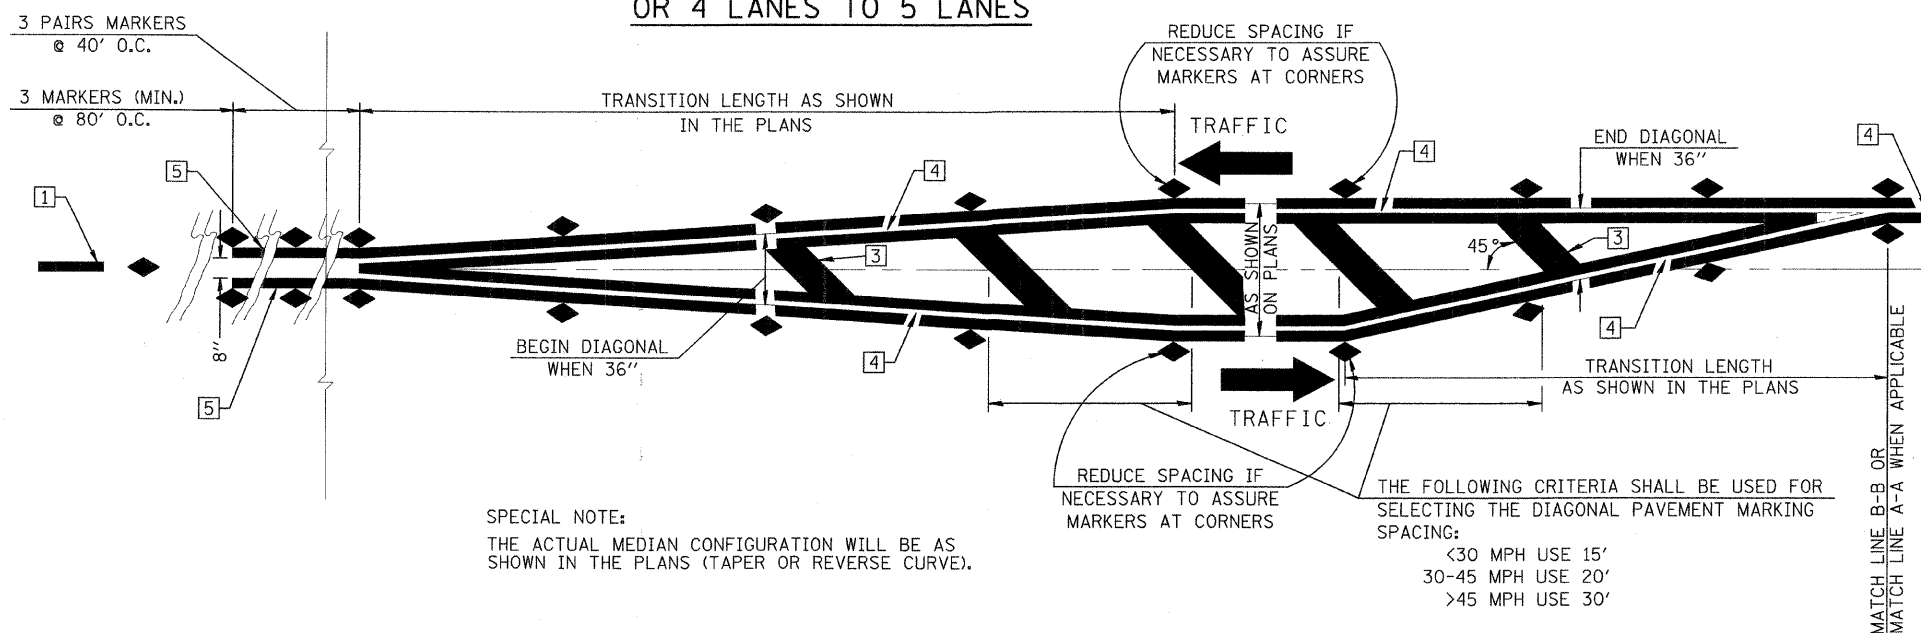 OR 4 LANES TO 5 LANES
3 PAIRS MARKERS
@ 40' O.C.
3 MARKERS (MIN.)
@ 80' O.C.
TRANSITION LENGTH AS SHOWN
IN THE PLANS
REDUCE SPACING IF
NECESSARY TO ASSURE
MARKERS AT CORNERS
TRAFFIC
END DIAGONAL
WHEN 36"
4
4
4
5
1
3
3
45°
AS SHOWN
ON PLANS
8"
5
BEGIN DIAGONAL
WHEN 36"
4
4
TRANSITION LENGTH
AS SHOWN IN THE PLANS
TRAFFIC
REDUCE SPACING IF
NECESSARY TO ASSURE
MARKERS AT CORNERS
THE FOLLOWING CRITERIA SHALL BE USED FOR
SELECTING THE DIAGONAL PAVEMENT MARKING
SPACING:
<30 MPH USE 15'
30-45 MPH USE 20'
>45 MPH USE 30'
SPECIAL NOTE:
THE ACTUAL MEDIAN CONFIGURATION WILL BE AS
SHOWN IN THE PLANS (TAPER OR REVERSE CURVE).
MATCH LINE B-B OR
MATCH LINE A-A WHEN APPLICABLE